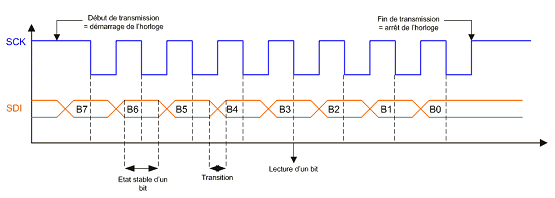 Début de transmission
= démarrage de l'horloge
Fin de transmission
= arrêt de l'horloge
SCK
SDI
B7
B6
B5
B4
B3
B2
B1
B0
Etat stable d'un
bit
Transition
Lecture d'un bit